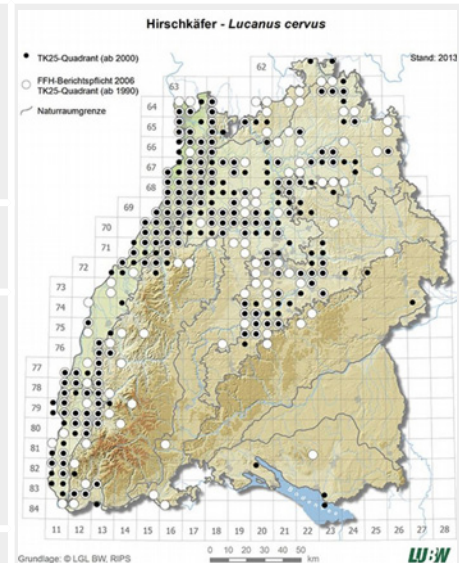 Hirschkäfer - Lucanus cervus
TK25-Quadrant (ab 2000)
FFH-Berichtspflicht 2006
TK25-Quadrant (ab 1990)
Naturraumgrenze
Stand: 2013
62
63
64
65
66
67
68
69
70
71
72
73
74
75
76
77
78
79
80
81
82
83
84
11 12 13 14 15 16 17 18 19 20 21 22 23 24 25 26 27 28
0 10 20 30 40 50
km
Grundlage: © LGL BW, RIPS
LUBW